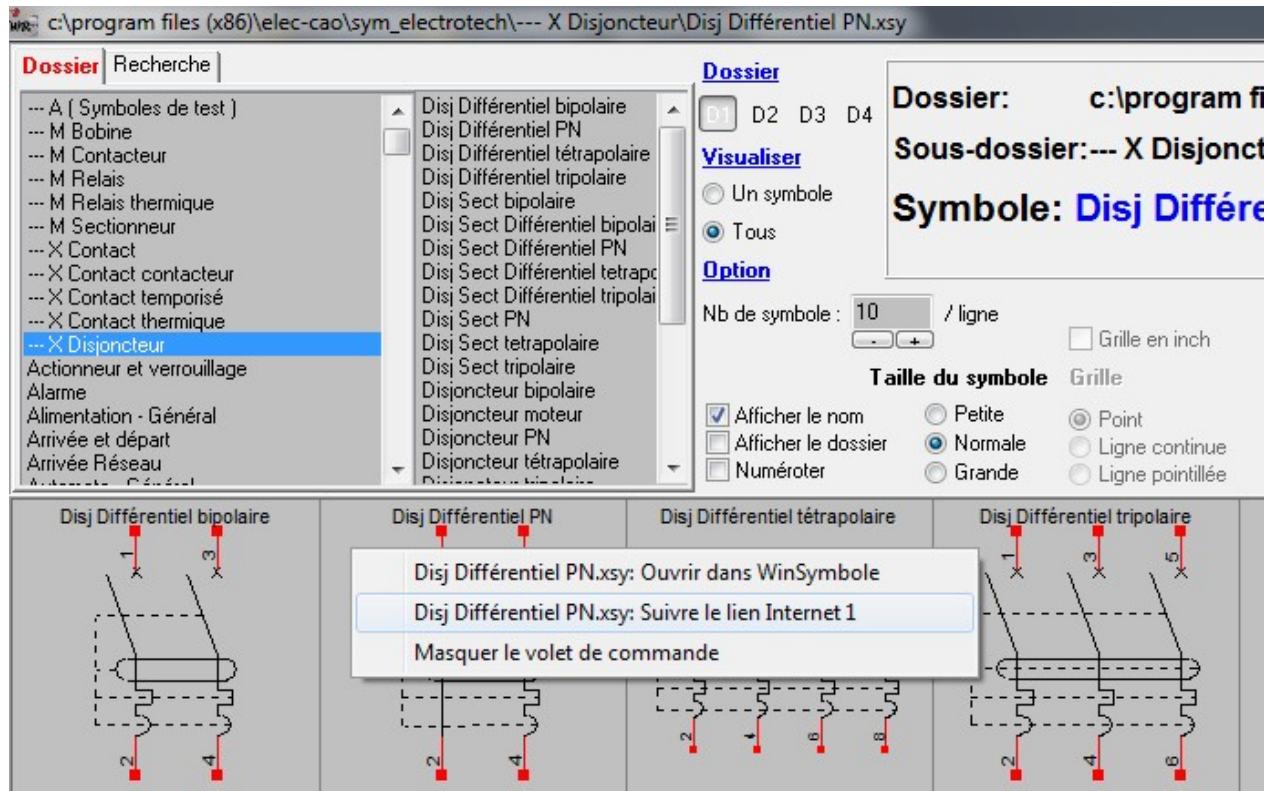 c:\program files (x86)\elec-cao\sym_electrotech\--- X Disjoncteur\Disj Différentiel PN.xsy
Dossier
Recherche
--- A ( Symboles de test )
--- M Bobine
--- M Contacteur
--- M Relais
--- M Relais thermique
--- M Sectionneur
--- X Contact
--- X Contact contacteur
--- X Contact temporisé
--- X Contact thermique
--- X Disjoncteur
Actionneur et verrouillage
Alarme
Alimentation - Général
Arrivée et départ
Arrivée Réseau
Disj Différentiel bipolaire
Disj Différentiel PN
Disj Différentiel tétrapolaire
Disj Différentiel tripolaire
Disj Sect bipolaire
Disj Sect Différentiel bipolai
Disj Sect Différentiel PN
Disj Sect Différentiel tetrapo
Disj Sect Différentiel tripolai
Disj Sect PN
Disj Sect tetrapolaire
Disj Sect tripolaire
Disjoncteur bipolaire
Disjoncteur moteur
Disjoncteur PN
Disjoncteur tétrapolaire
Dossier
D1 D2 D3 D4
Visualiser
Un symbole
Tous
Option
Nb de symbole : 10 / ligne
- +
Dossier: c:\program fi
Sous-dossier:--- X Disjonct
Symbole: Disj Différe
Grille en inch
Taille du symbole Grille
Afficher le nom Petite Point
Afficher le dossier Normale Ligne continue
Numéroter Grande Ligne pointillée
Disj Différentiel bipolaire
Disj Différentiel PN
Disj Différentiel tétrapolaire
Disj Différentiel tripolaire
1 3
1 3 5
Disj Différentiel PN.xsy: Ouvrir dans WinSymbole
Disj Différentiel PN.xsy: Suivre le lien Internet 1
Masquer le volet de commande
2 4
2 4
2 4 6 8
2 4 6